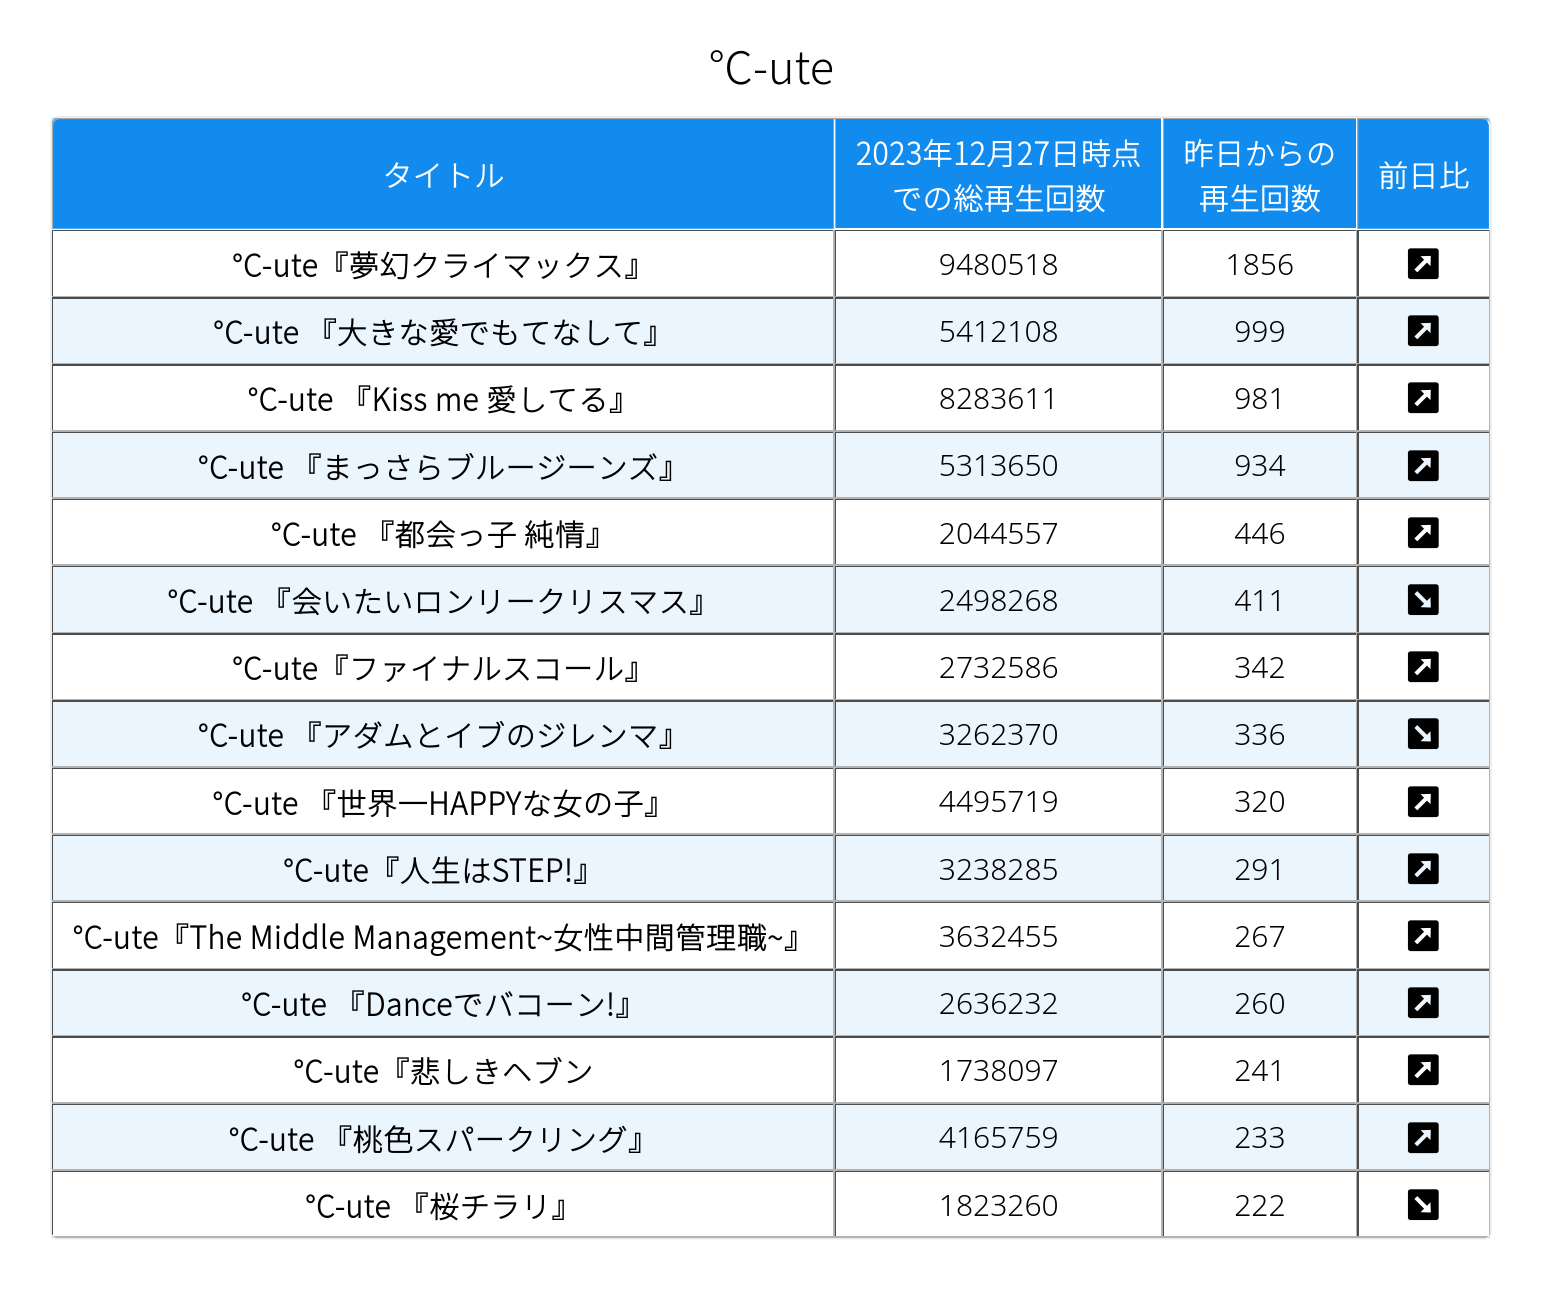 ℃-ute
タイトル
2023年12月27日時点
での総再生回数
昨日からの
再生回数
前日比
℃-ute『夢幻クライマックス』 9480518 1856 ↗
℃-ute 『大きな愛でもてなして』 5412108 999 ↗
℃-ute 『Kiss me 愛してる』 8283611 981 ↗
℃-ute 『まっさらブルージーンズ』 5313650 934 ↗
℃-ute 『都会っ子 純情』 2044557 446 ↗
℃-ute 『会いたいロンリークリスマス』 2498268 411 ↘
℃-ute『ファイナルスコール』 2732586 342 ↗
℃-ute 『アダムとイブのジレンマ』 3262370 336 ↘
℃-ute 『世界一HAPPYな女の子』 4495719 320 ↗
℃-ute『人生はSTEP!』 3238285 291 ↗
℃-ute『The Middle Management~女性中間管理職~』 3632455 267 ↗
℃-ute 『Danceでバコーン!』 2636232 260 ↗
℃-ute『悲しきヘブン 1738097 241 ↗
℃-ute 『桃色スパークリング』 4165759 233 ↗
℃-ute 『桜チラリ』 1823260 222 ↘